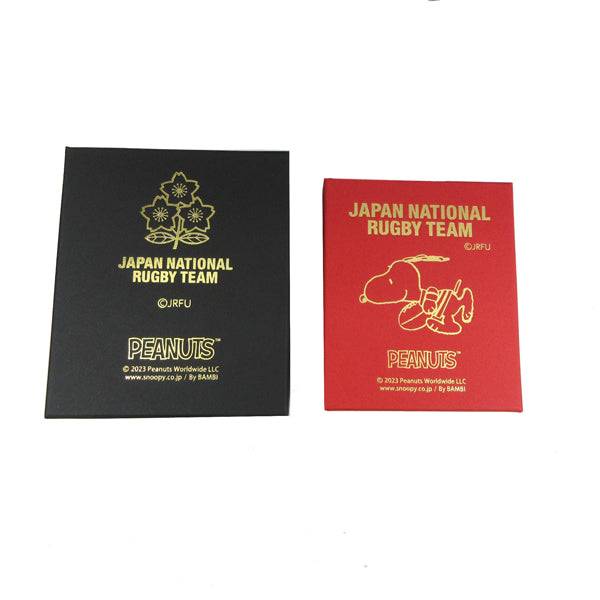 JAPAN NATIONAL
RUGBY TEAM
©JRFU
PEANUTS™
© 2023 Peanuts Worldwide LLC
www.snoopy.co.jp / By BAMBI
JAPAN NATIONAL
RUGBY TEAM
©JRFU
PEANUTS™
© 2023 Peanuts Worldwide LLC
www.snoopy.co.jp / By BAMBI